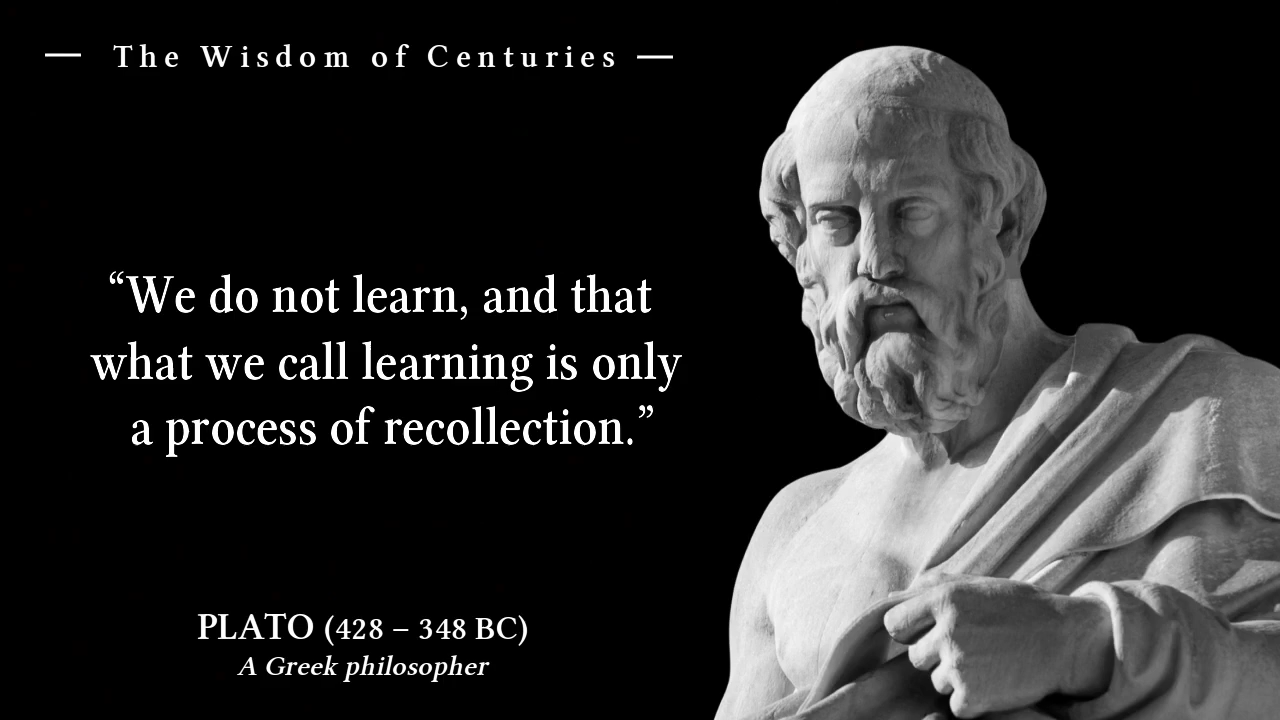 — The Wisdom of Centuries —
“We do not learn, and that
what we call learning is only
a process of recollection.”
PLATO (428 – 348 BC)
A Greek philosopher